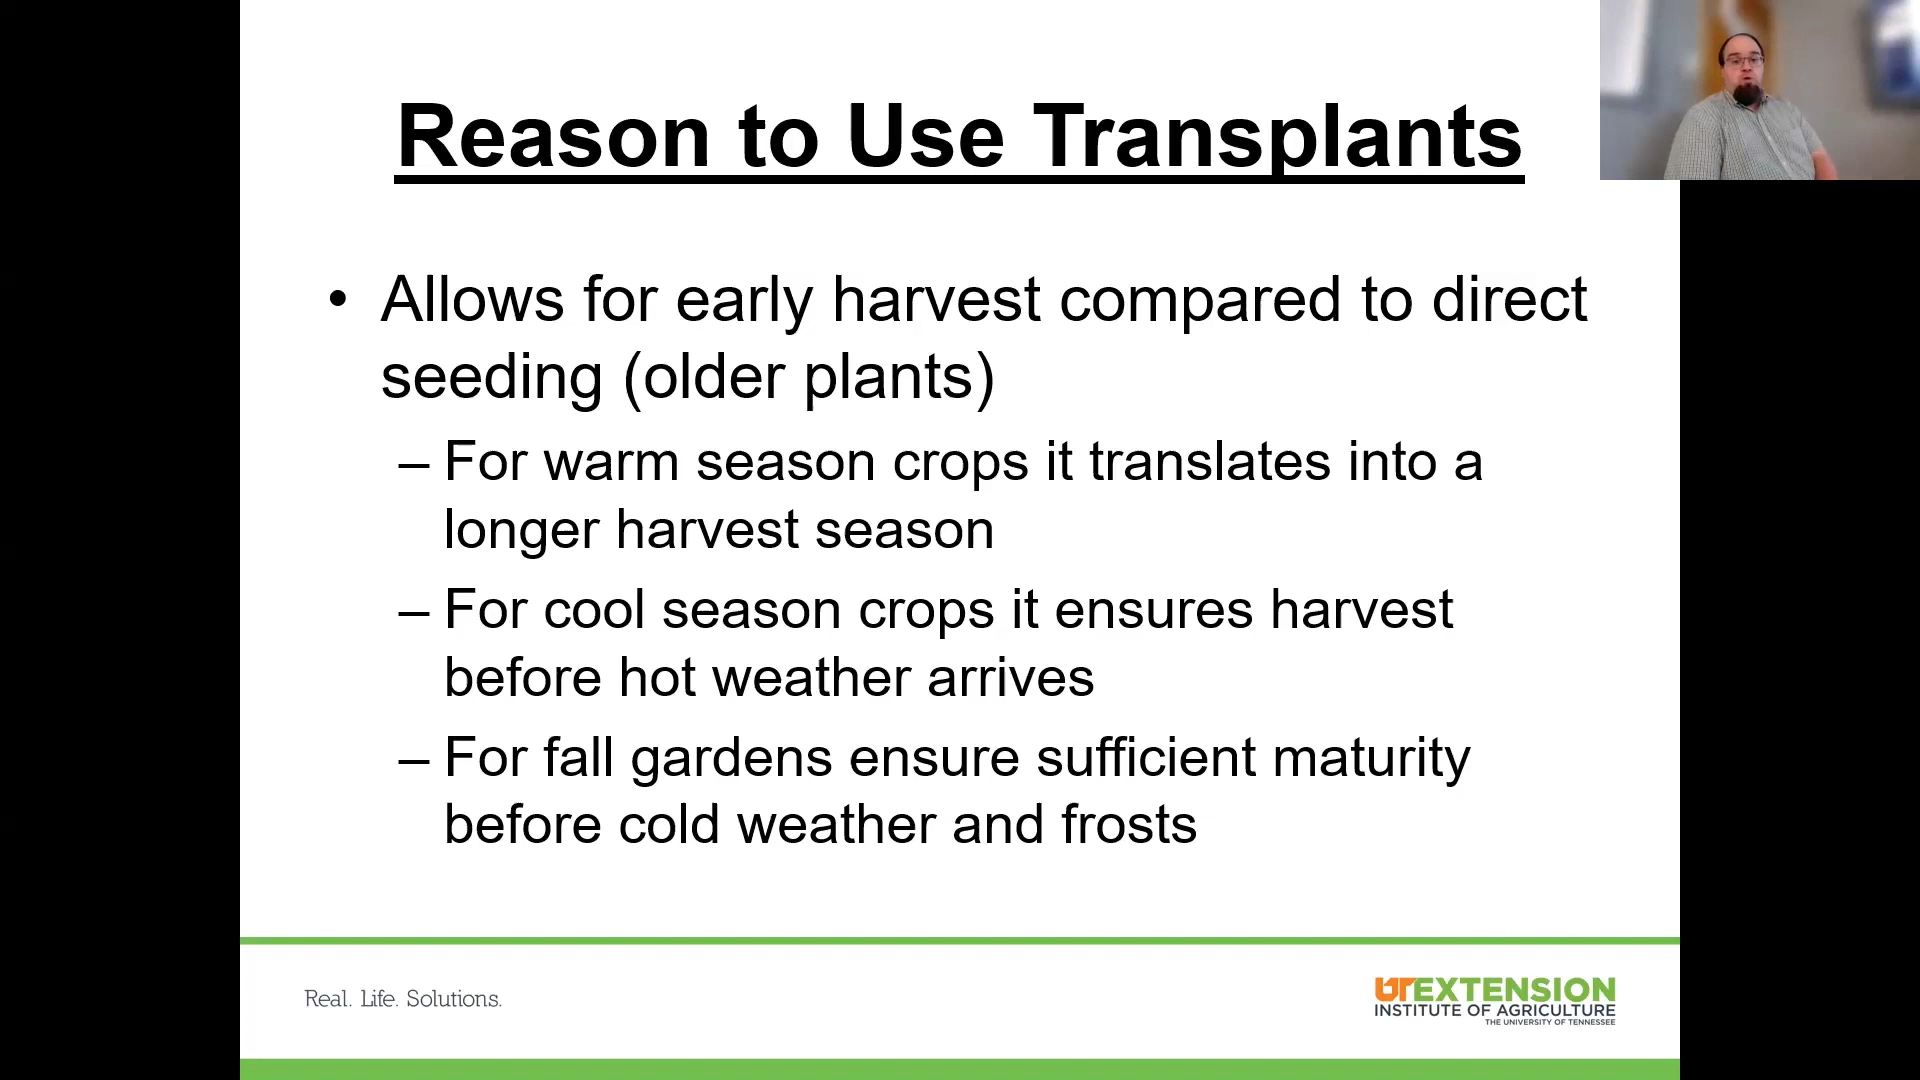 Reason to Use Transplants
• Allows for early harvest compared to direct
seeding (older plants)
– For warm season crops it translates into a
longer harvest season
– For cool season crops it ensures harvest
before hot weather arrives
– For fall gardens ensure sufficient maturity
before cold weather and frosts
Real. Life. Solutions.
UTEXTENSION
INSTITUTE OF AGRICULTURE
THE UNIVERSITY OF TENNESSEE